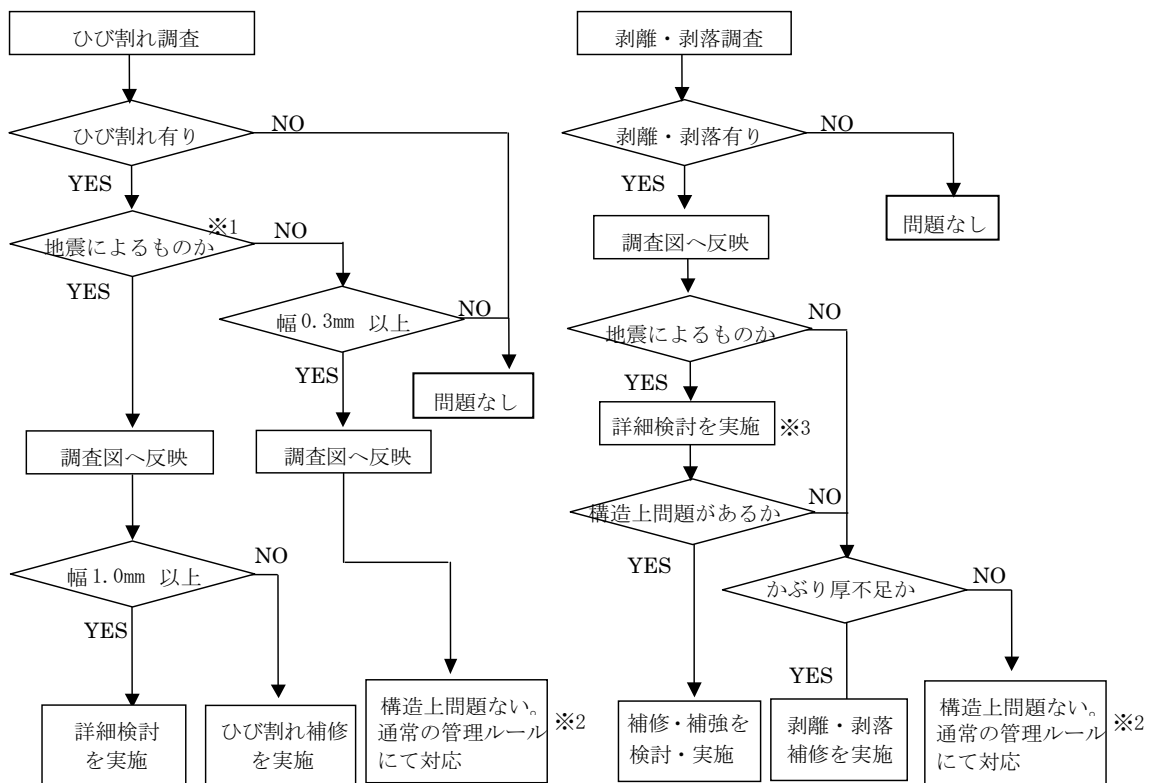 ひび割れ調査
ひび割れ有り
NO
YES
地震によるものか
※1
NO
YES
幅0.3mm 以上
NO
YES
問題なし
調査図へ反映
調査図へ反映
幅1.0mm 以上
NO
YES
詳細検討
を実施
ひび割れ補修
を実施
構造上問題ない。
通常の管理ルール
にて対応
※2
剥離・剥落調査
剥離・剥落有り
NO
YES
問題なし
調査図へ反映
地震によるものか
NO
YES
詳細検討を実施
※3
構造上問題があるか
NO
YES
かぶり厚不足か
NO
YES
補修・補強を
検討・実施
剥離・剥落
補修を実施
構造上問題ない。
通常の管理ルール
にて対応
※2